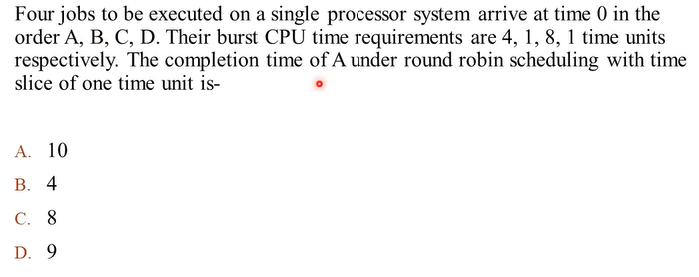 Four jobs to be executed on a single processor system arrive at time 0 in the
order A, B, C, D. Their burst CPU time requirements are 4, 1, 8, 1 time units
respectively. The completion time of A under round robin scheduling with time
slice of one time unit is-
A. 10
B. 4
C. 8
D. 9